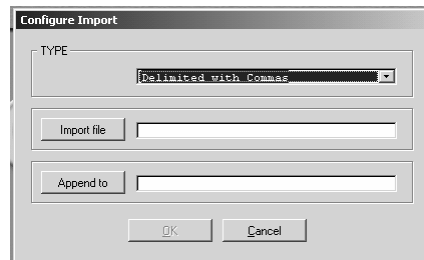 Configure Import
TYPE
Delimited with Commas
Import file
Append to
OK Cancel